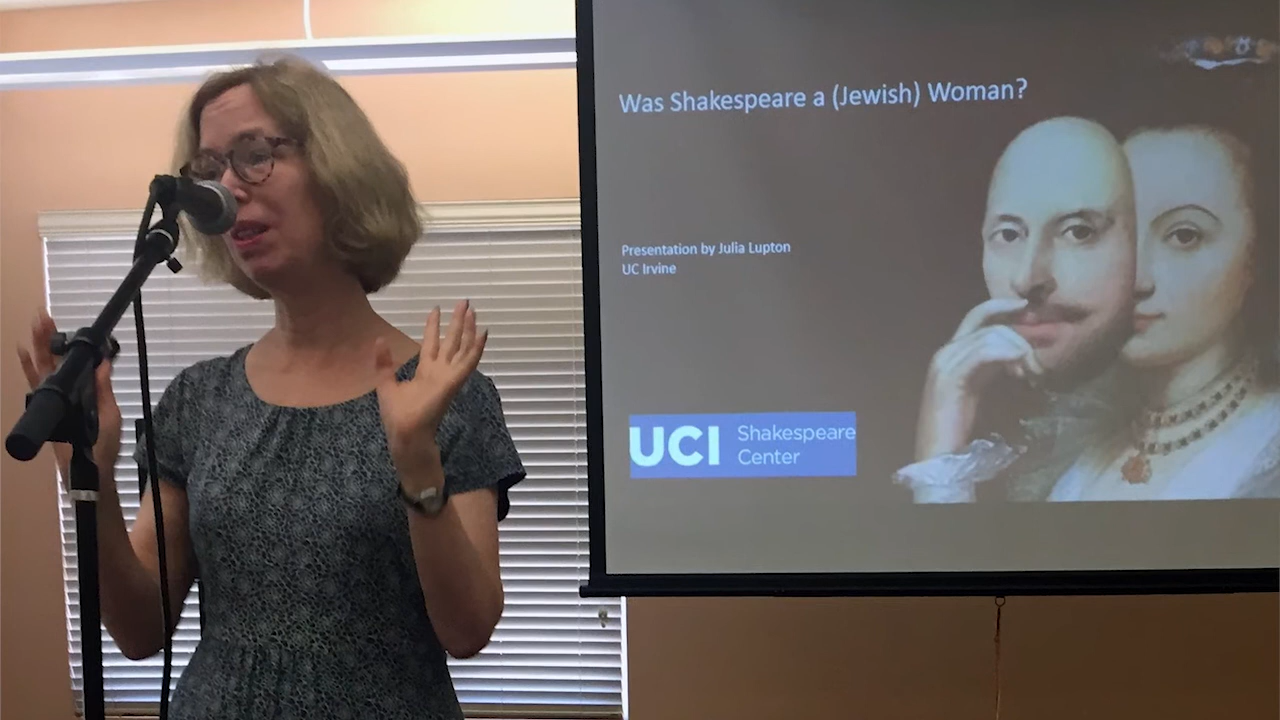 Was Shakespeare a (Jewish) Woman?
Presentation by Julia Lupton
UC Irvine
UCI Shakespeare
Center